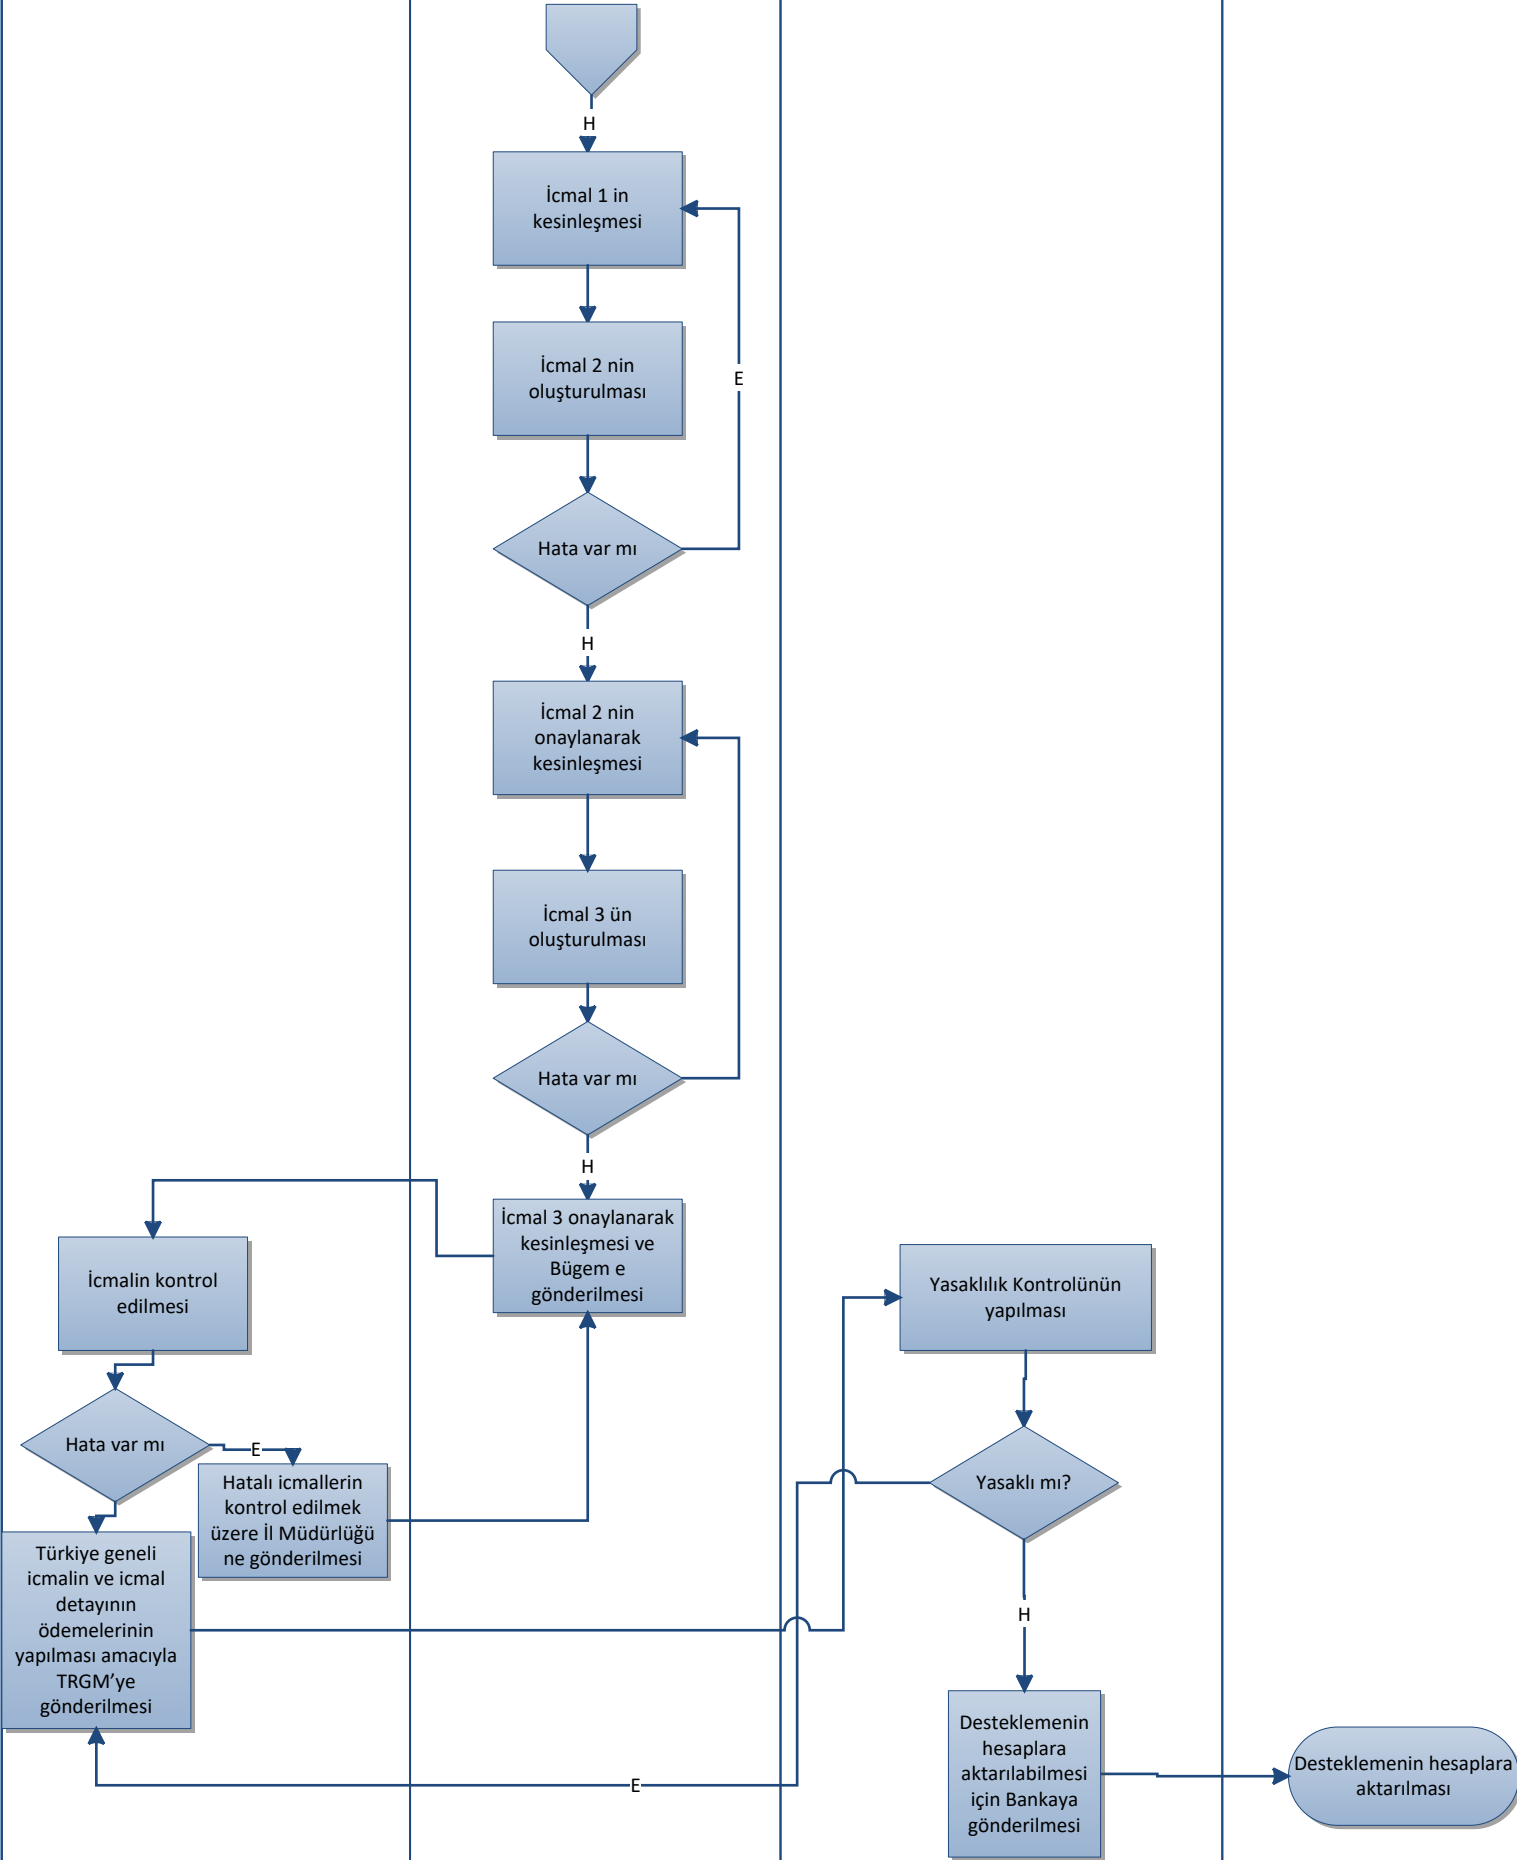 H
İcmal 1 in
kesinleşmesi
E
İcmal 2 nin
oluşturulması
Hata var mı
H
İcmal 2 nin
onaylanarak
kesinleşmesi
İcmal 3 ün
oluşturulması
Hata var mı
H
İcmal 3 onaylanarak
kesinleşmesi ve
Bügem e
gönderilmesi
İcmalin kontrol
edilmesi
Hata var mı
E
Hatalı icmallerin
kontrol edilmek
üzere İl Müdürlüğü
ne gönderilmesi
Türkiye geneli
icmalin ve icmal
detayının
ödemelerinin
yapılması amacıyla
TRGM’ye
gönderilmesi
Yasaklılık Kontrolünün
yapılması
Yasaklı mı?
H
E
Desteklemenin
hesaplara
aktarılabilmesi
için Bankaya
gönderilmesi
Desteklemenin hesaplara
aktarılması